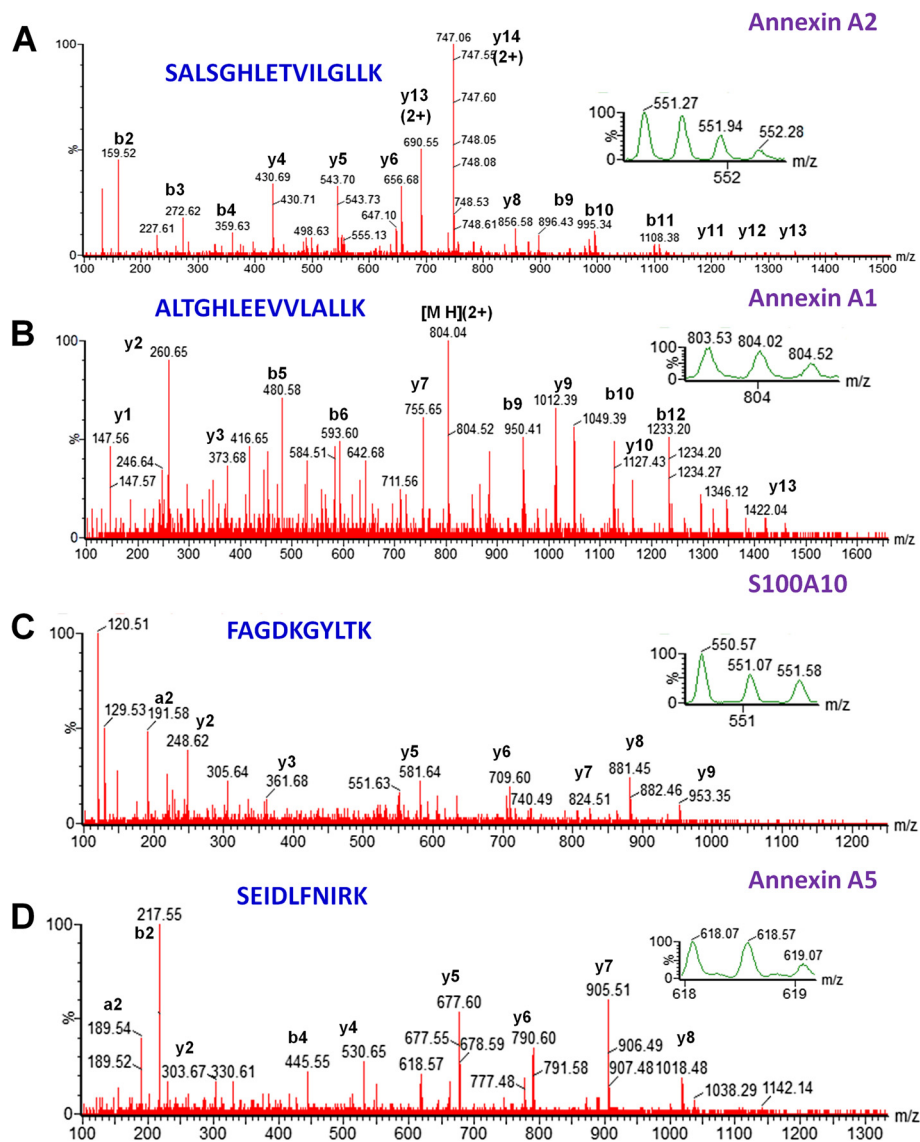 A
Annexin A2
SALSGHLETVILGLLK
100
%
0
b2
159.52
227.61
b3
272.62
b4
359.63
y4
430.69
430.71
498.63
y5
543.70
543.73
555.13
y6
656.68
647.10
y13
(2+)
690.55
747.06
y14
(2+)
747.55
747.60
748.05
748.08
748.53
748.61
y8
856.58
b9
896.43
b10
995.34
b11
1108.38
y11
y12
y13
100
%
0
551.27
551.94
552.28
552
m/z
100 200 300 400 500 600 700 800 900 1000 1100 1200 1300 1400 1500
m/z
B
Annexin A1
ALTGHLEEVVLALLK
100
%
0
y1
147.56
147.57
y2
260.65
246.64
y3
373.68
416.65
b5
480.58
584.51
b6
593.60
642.68
711.56
y7
755.65
[M H](2+)
804.04
804.52
b9
950.41
y9
1012.39
b10
1049.39
y10
1127.43
b12
1233.20
1234.20
1234.27
1346.12
y13
1422.04
100
%
0
803.53
804.02
804.52
804
m/z
100 200 300 400 500 600 700 800 900 1000 1100 1200 1300 1400 1500 1600
m/z
C
S100A10
FAGDKGYLTK
100
%
0
120.51
129.53
a2
191.58
y2
248.62
305.64
y3
361.68
551.63
y5
581.64
y6
709.60
740.49
y7
824.51
y8
881.45
882.46
y9
953.35
100
%
0
550.57
551.07
551.58
551
m/z
100 200 300 400 500 600 700 800 900 1000 1100 1200
m/z
D
Annexin A5
SEIDLFNIRK
100
%
0
217.55
b2
a2
189.54
189.52
y2
303.67
330.61
b4
445.55
y4
530.65
618.57
y5
677.60
677.55
678.59
777.48
y6
790.60
791.58
y7
905.51
906.49
907.48
y8
1018.48
1038.29
1142.14
100
%
0
618.07
618.57
619.07
618
619
m/z
100 200 300 400 500 600 700 800 900 1000 1100 1200 1300
m/z